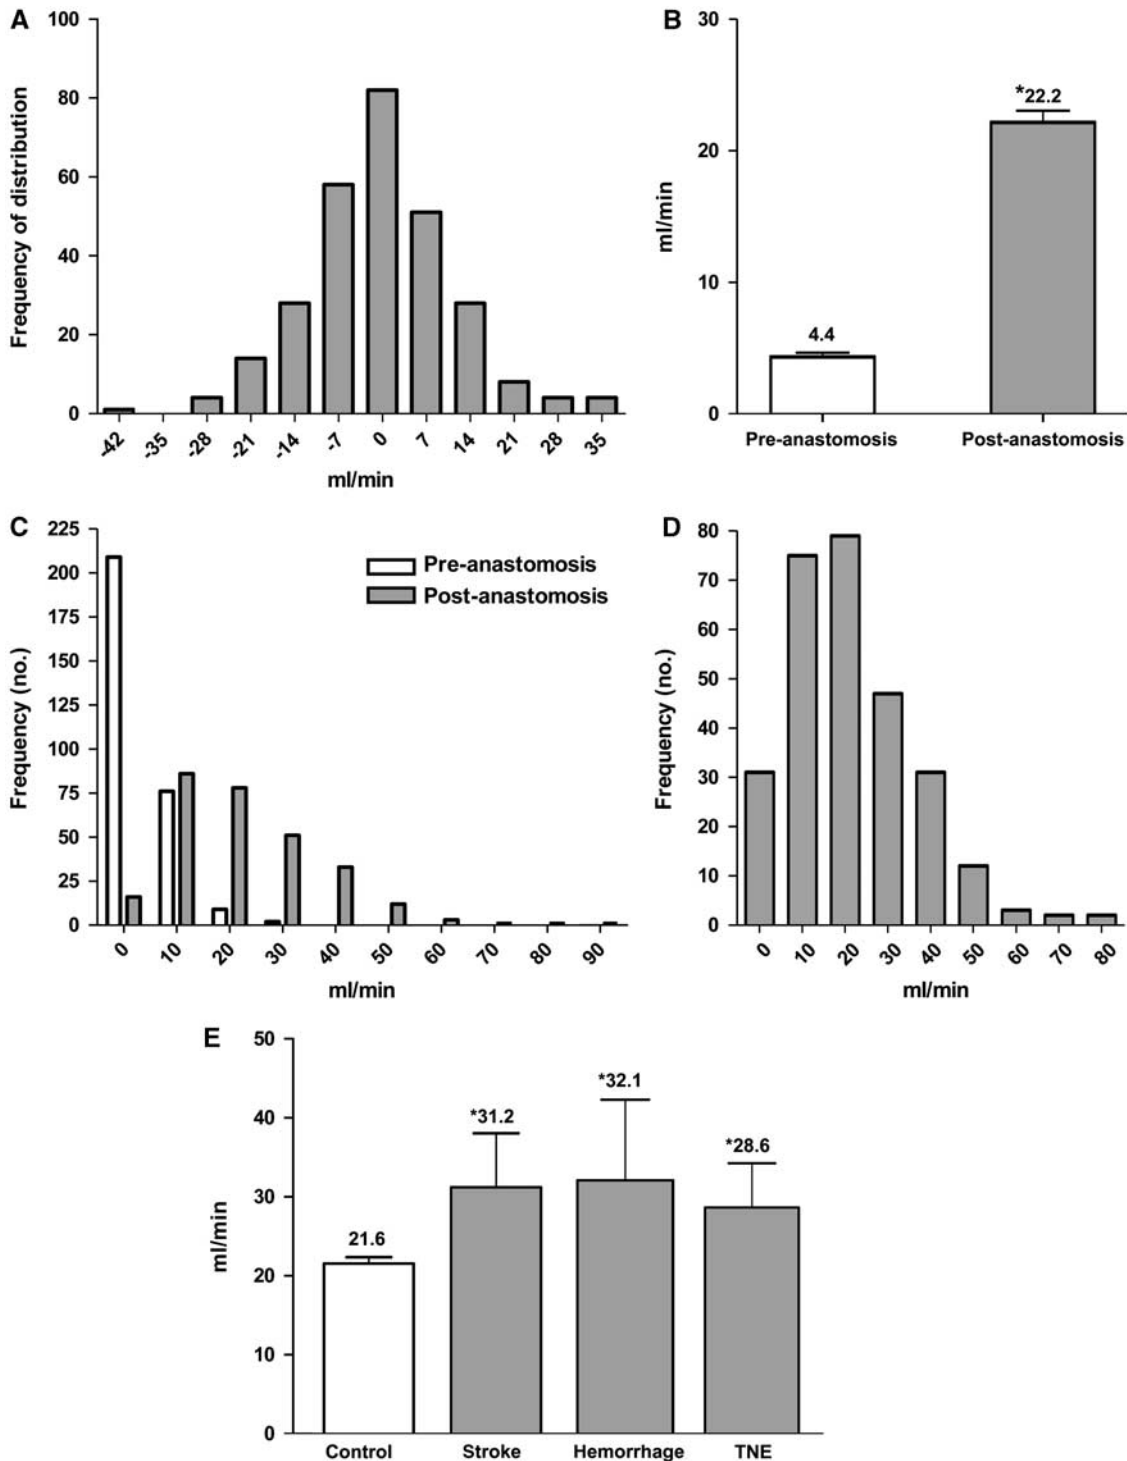 A
Frequency of distribution
100
80
60
40
20
0
-42 -35 -28 -21 -14 -7 0 7 14 21 28 35
ml/min
B
ml/min
30
20
10
0
4.4
*22.2
Pre-anastomosis Post-anastomosis
C
Frequency (no.)
225
200
175
150
125
100
75
50
25
0
Pre-anastomosis
Post-anastomosis
0 10 20 30 40 50 60 70 80 90
ml/min
D
Frequency (no.)
80
70
60
50
40
30
20
10
0
0 10 20 30 40 50 60 70 80
ml/min
E
ml/min
50
40
30
20
10
0
21.6
*31.2
*32.1
*28.6
Control Stroke Hemorrhage TNE